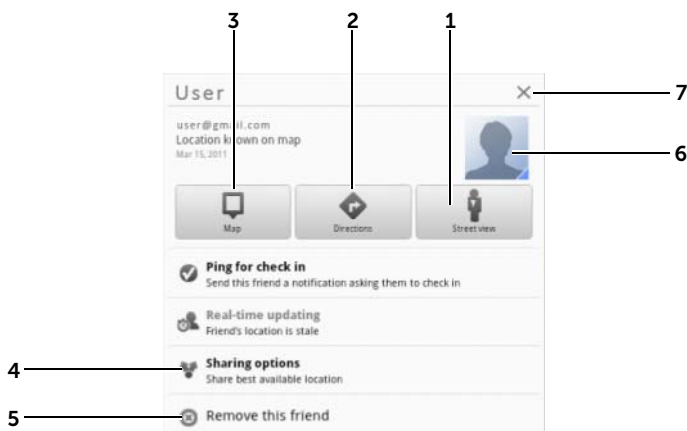 3 2 1
User
7
user@gmail.com
Location known on map
Mar 15, 2011
6
Map Directions Street view
Ping for check in
Send this friend a notification asking them to check in
Real-time updating
Friend's location is stale
Sharing options
4
Share best available location
5
Remove this friend